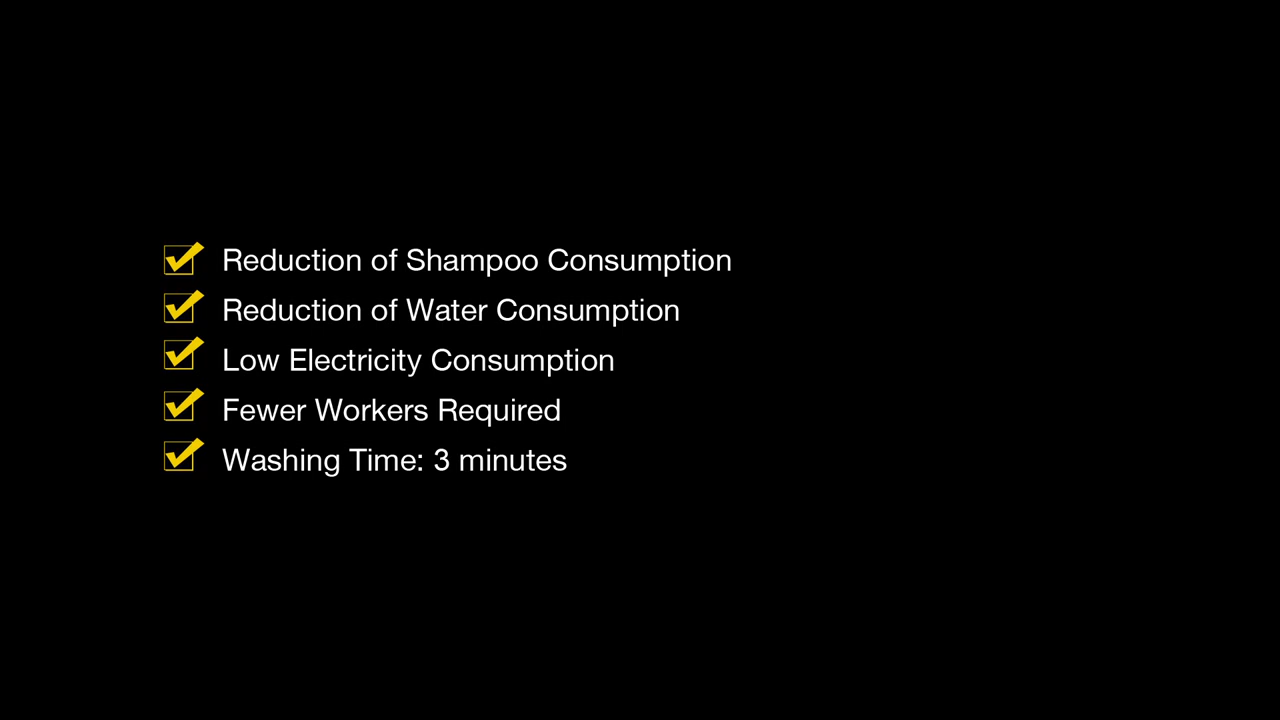 Reduction of Shampoo Consumption
Reduction of Water Consumption
Low Electricity Consumption
Fewer Workers Required
Washing Time: 3 minutes